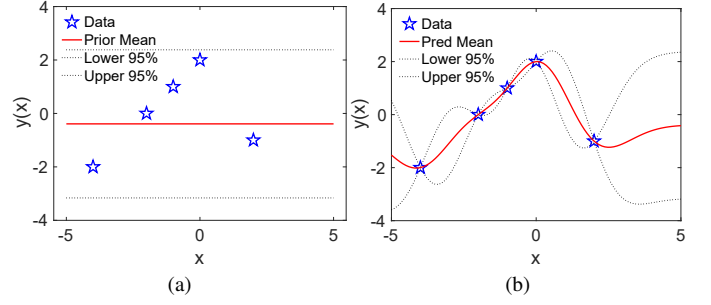 4
2
0
-2
-4
y(x)
Data
Prior Mean
Lower 95%
Upper 95%
-5
0
5
x
(a)
4
2
0
-2
-4
y(x)
Data
Pred Mean
Lower 95%
Upper 95%
-5
0
5
x
(b)